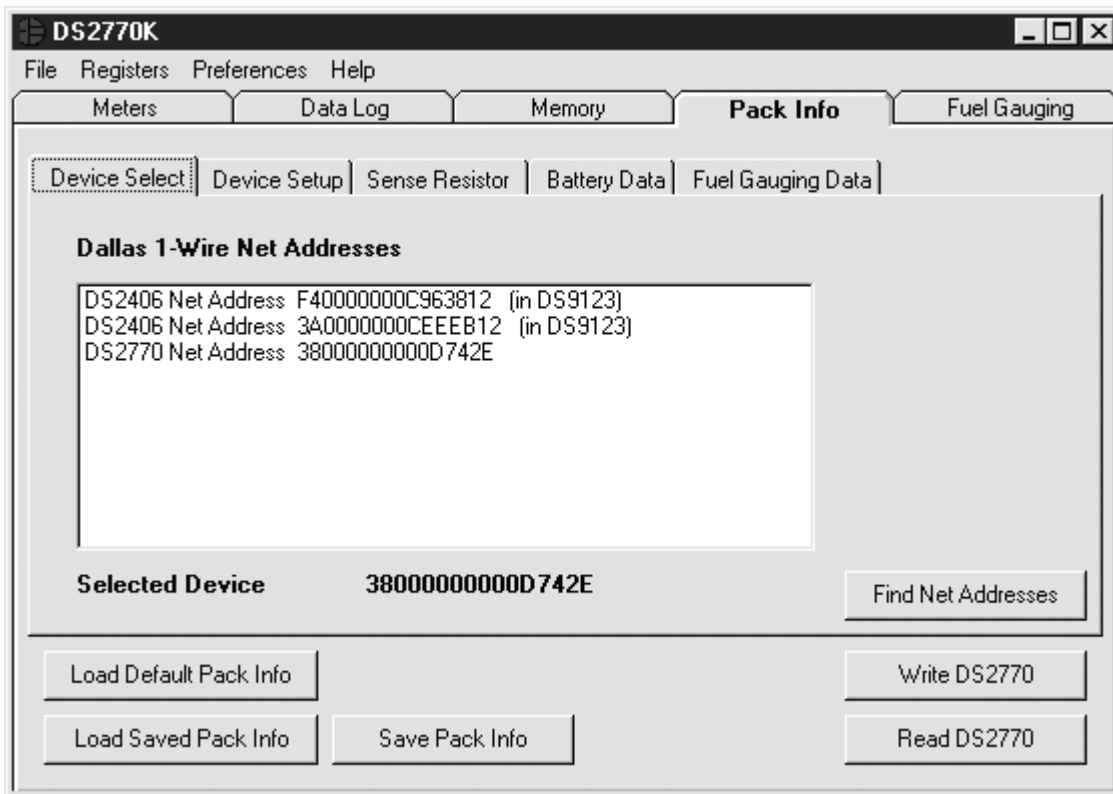 DS2770K
File Registers Preferences Help
Meters Data Log Memory Pack Info Fuel Gauging
Device Select Device Setup Sense Resistor Battery Data Fuel Gauging Data
Dallas 1-Wire Net Addresses
DS2406 Net Address F40000000C963812 (in DS9123)
DS2406 Net Address 3A0000000CEEEB12 (in DS9123)
DS2770 Net Address 38000000000D742E
Selected Device 38000000000D742E
Find Net Addresses
Load Default Pack Info Write DS2770
Load Saved Pack Info Save Pack Info Read DS2770